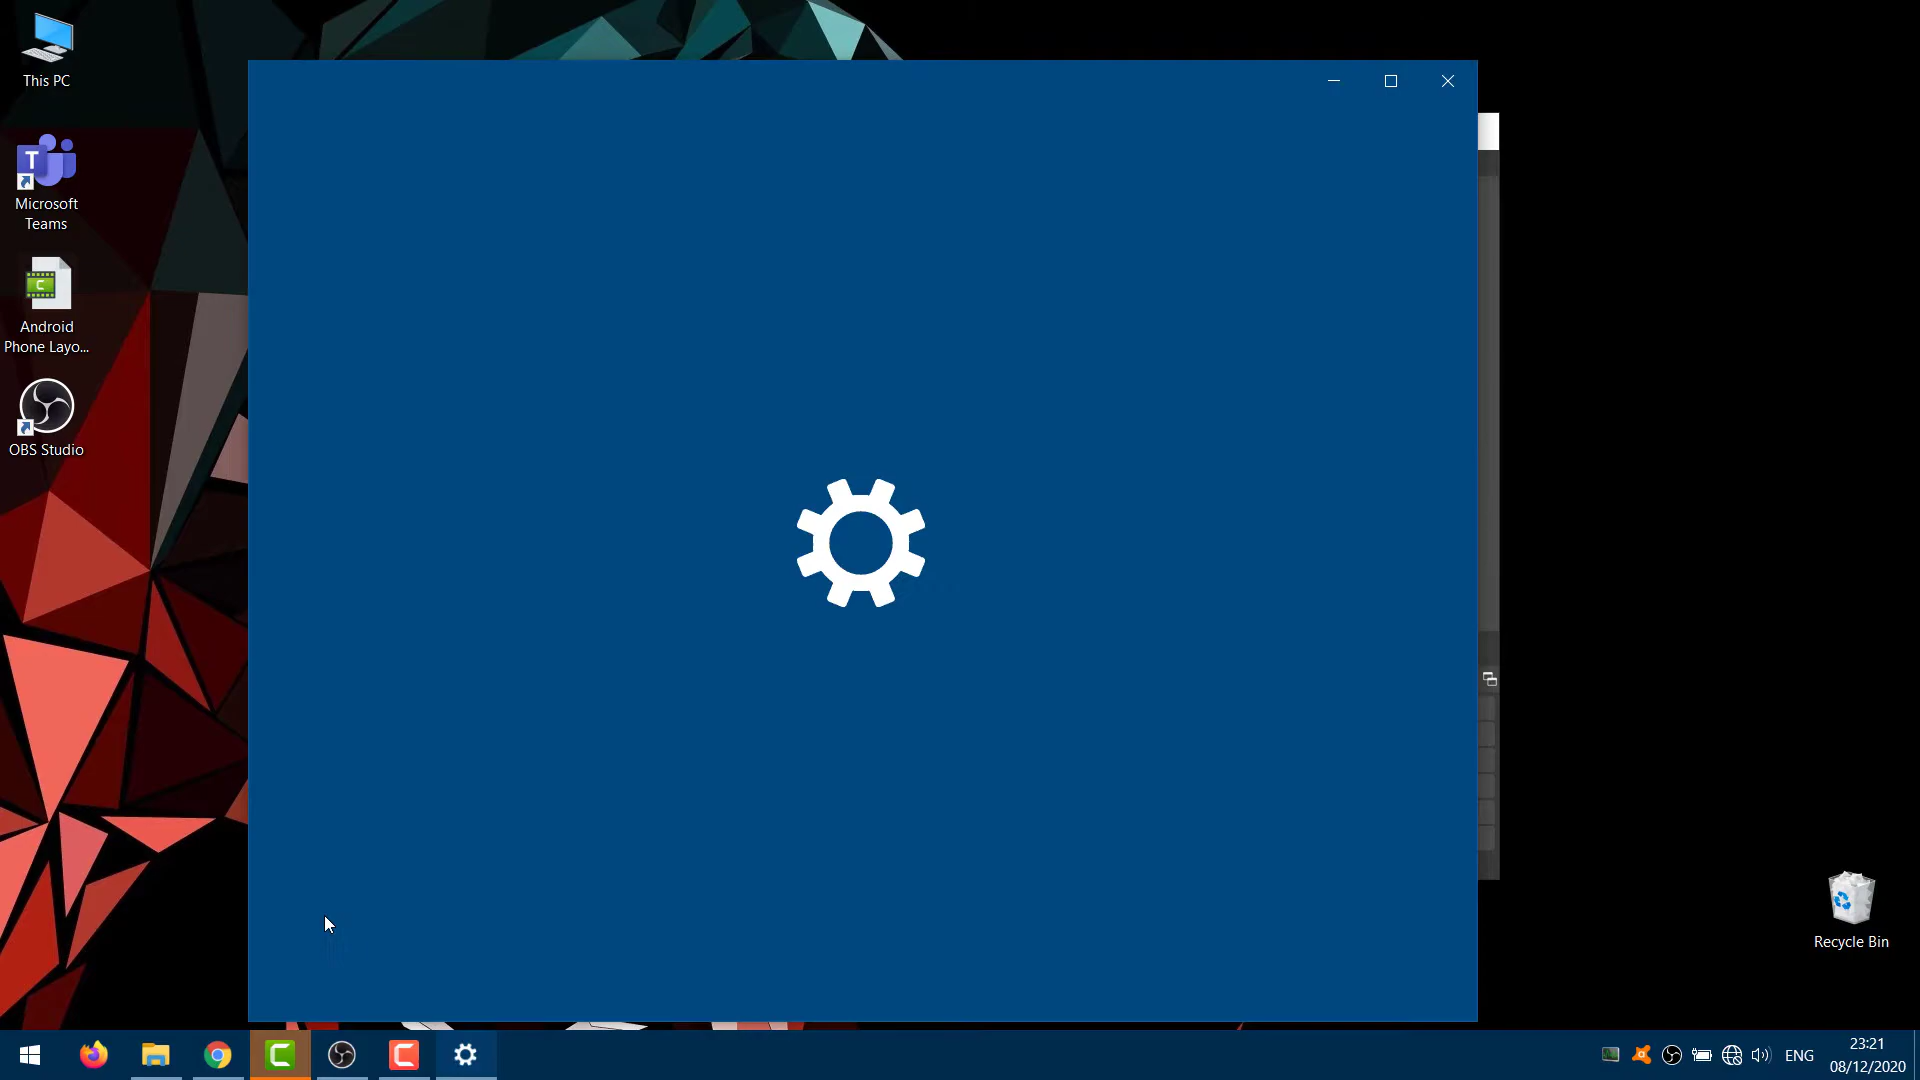 This PC
T
Microsoft
Teams
C
Android
Phone Layo...
OBS Studio
Recycle Bin
ENG
23:21
08/12/2020